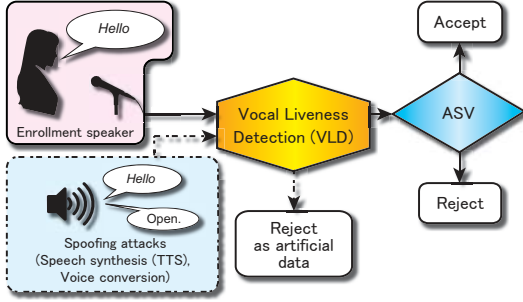 Hello
Enrollment speaker
Hello
Open.
Spoofing attacks
(Speech synthesis (TTS),
Voice conversion)
Vocal Liveness
Detection (VLD)
Reject
as artificial
data
Accept
ASV
Reject